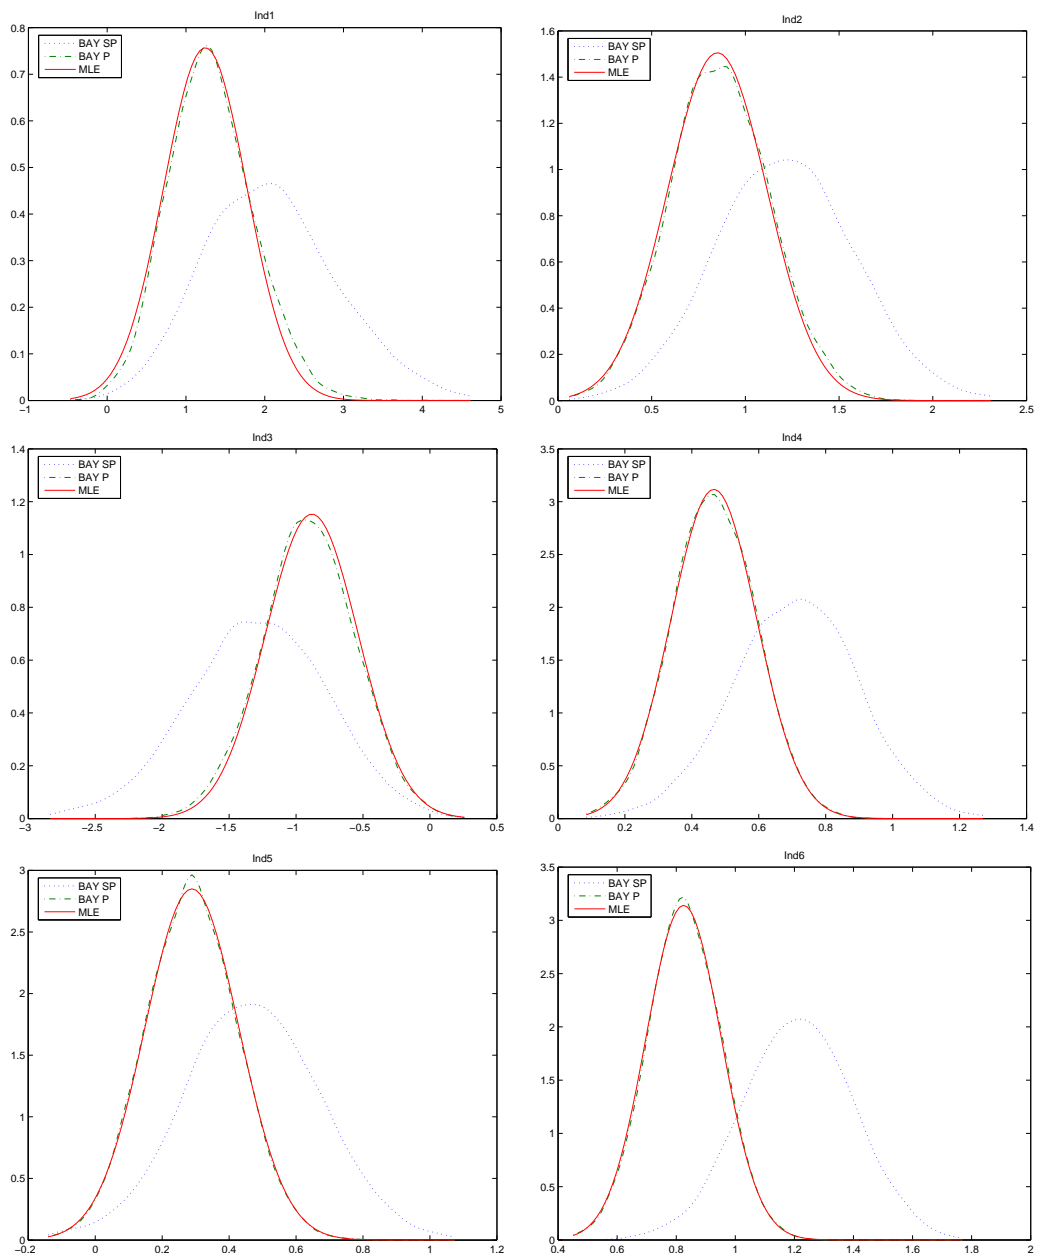 Ind1
0.8
0.7
0.6
0.5
0.4
0.3
0.2
0.1
0
−1 0 1 2 3 4 5
BAY SP
BAY P
MLE
Ind2
1.6
1.4
1.2
1
0.8
0.6
0.4
0.2
0
0 0.5 1 1.5 2 2.5
BAY SP
BAY P
MLE
Ind3
1.4
1.2
1
0.8
0.6
0.4
0.2
0
−3 −2.5 −2 −1.5 −1 −0.5 0 0.5
BAY SP
BAY P
MLE
Ind4
3.5
3
2.5
2
1.5
1
0.5
0
0 0.2 0.4 0.6 0.8 1 1.2 1.4
BAY SP
BAY P
MLE
Ind5
3
2.5
2
1.5
1
0.5
0
−0.2 0 0.2 0.4 0.6 0.8 1 1.2
BAY SP
BAY P
MLE
Ind6
3.5
3
2.5
2
1.5
1
0.5
0
0.4 0.6 0.8 1 1.2 1.4 1.6 1.8 2
BAY SP
BAY P
MLE